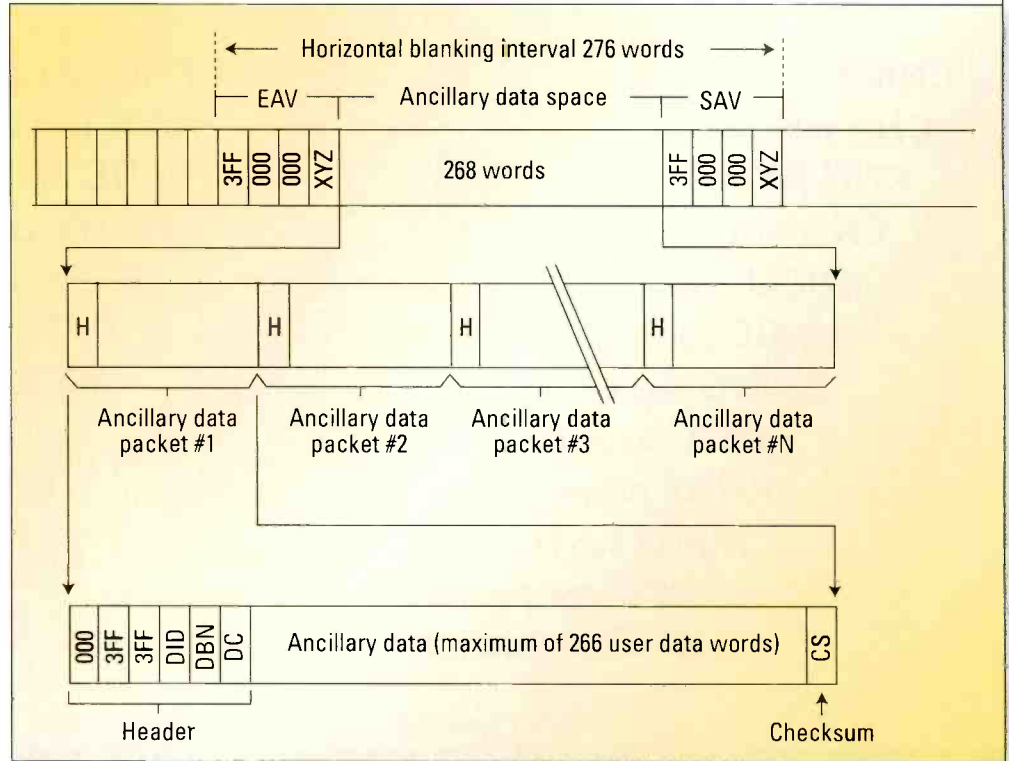 Horizontal blanking interval 276 words
EAV Ancillary data space SAV
3FF 000 000 XYZ 268 words 3FF 000 000 XYZ
H H H H
Ancillary data packet #1
Ancillary data packet #2
Ancillary data packet #3
Ancillary data packet #N
000 3FF 3FF DID DBN DC Ancillary data (maximum of 266 user data words) CS
Header Checksum